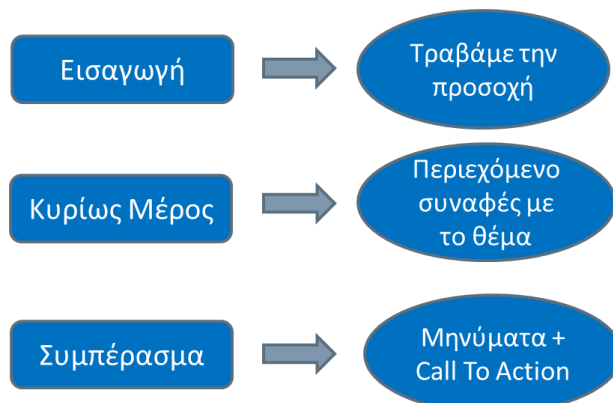 Εισαγωγή
Τραβάμε την
προσοχή
Κυρίως Μέρος
Περιεχόμενο
συναφές με
το θέμα
Συμπέρασμα
Μηνύματα +
Call To Action